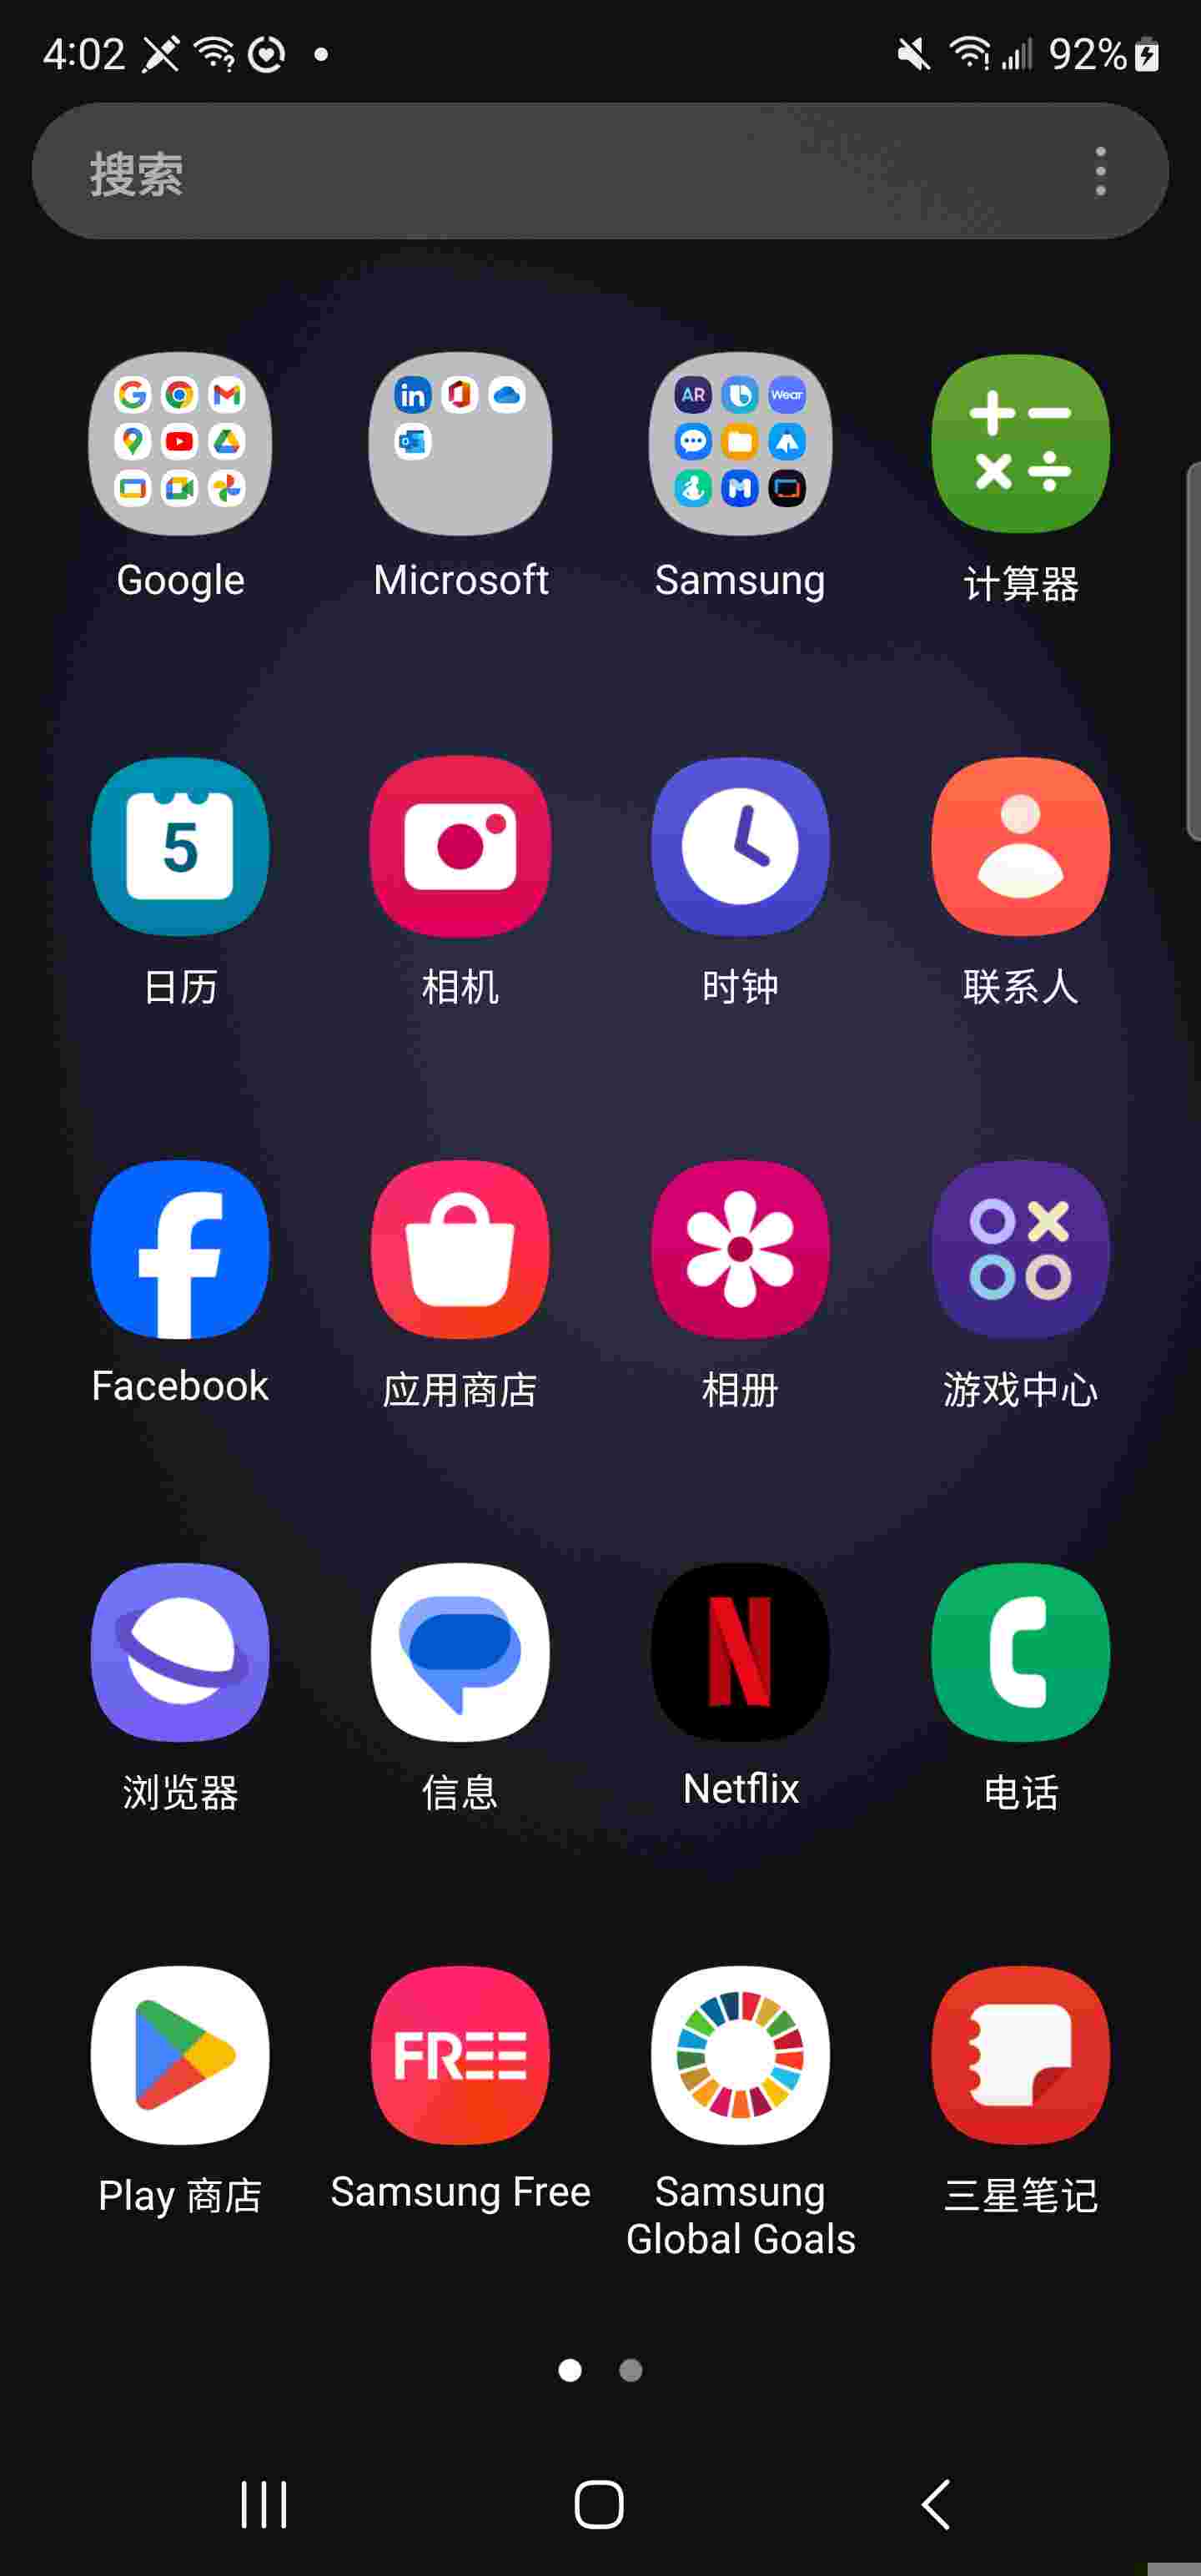 4:02
92%
搜索
AR
Wear
Google
Microsoft
Samsung
计算器
5
日历
相机
时钟
联系人
Facebook
应用商店
相册
游戏中心
浏览器
信息
Netflix
电话
FREE
Play 商店
Samsung Free
Samsung
Global Goals
三星笔记